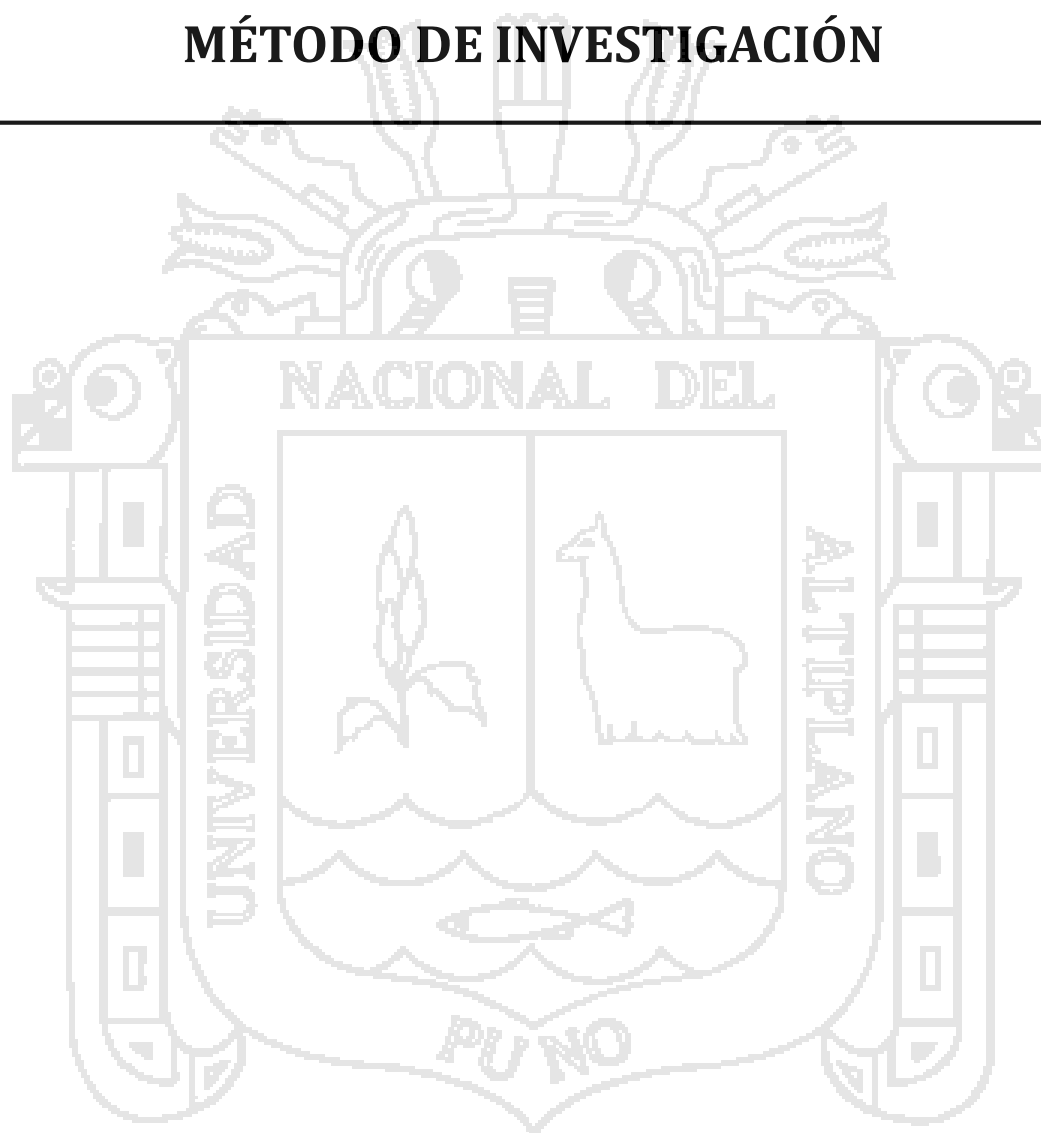 MÉTODO DE INVESTIGACIÓN
NACIONAL DEL
UNIVERSIDAD
ALTIPLANO
PUNO